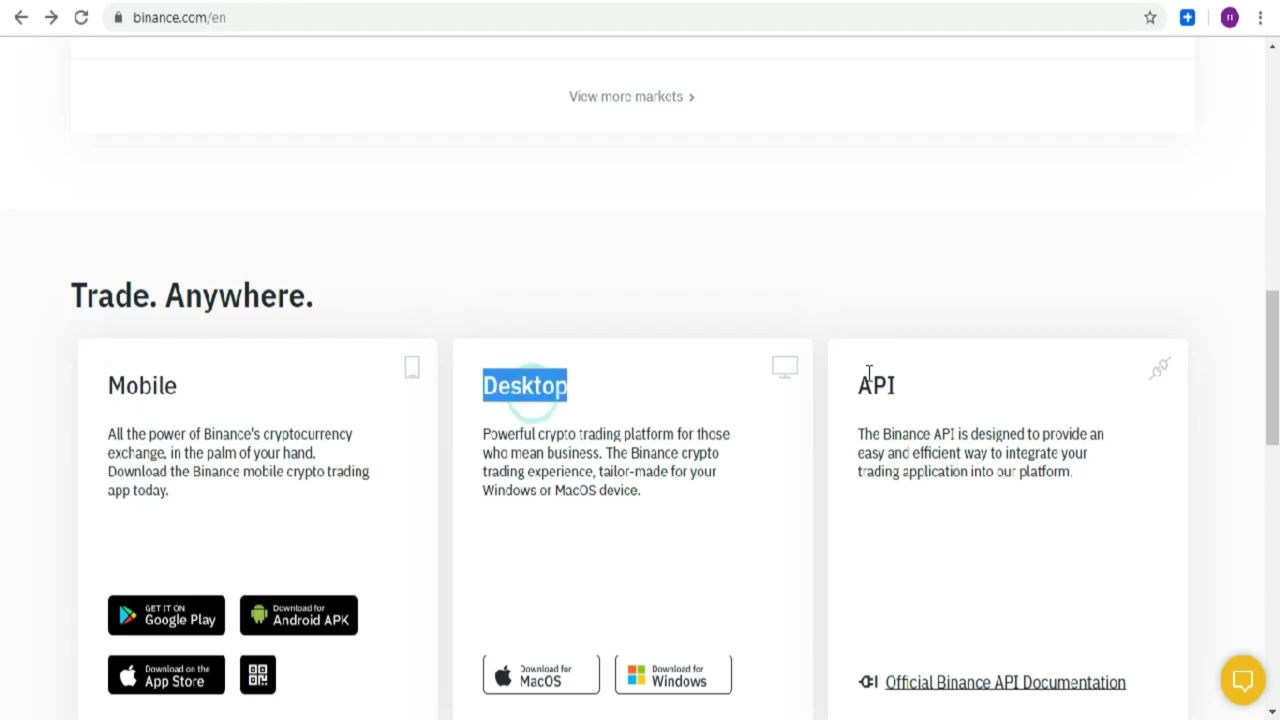 binance.com/en
n
View more markets >
Trade. Anywhere.
Mobile
All the power of Binance's cryptocurrency
exchange, in the palm of your hand.
Download the Binance mobile crypto trading
app today.
GET IT ON
Google Play
Download for
Android APK
Download on the
App Store
Desktop
Powerful crypto trading platform for those
who mean business. The Binance crypto
trading experience, tailor-made for your
Windows or MacOS device.
Download for
MacOS
Download for
Windows
API
The Binance API is designed to provide an
easy and efficient way to integrate your
trading application into our platform.
Official Binance API Documentation